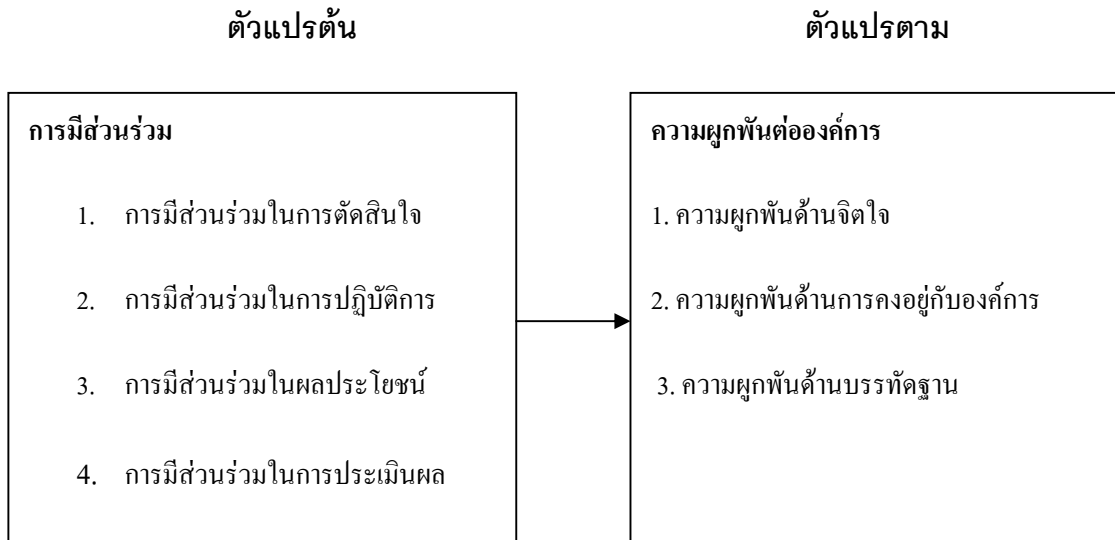 ตัวแปรต้น
การมีส่วนร่วม
1. การมีส่วนร่วมในการตัดสินใจ
2. การมีส่วนร่วมในการปฏิบัติการ
3. การมีส่วนร่วมในผลประโยชน์
4. การมีส่วนร่วมในการประเมินผล
ตัวแปรตาม
ความผูกพันต่อองค์การ
1. ความผูกพันด้านจิตใจ
2. ความผูกพันด้านการคงอยู่กับองค์การ
3. ความผูกพันด้านบรรทัดฐาน